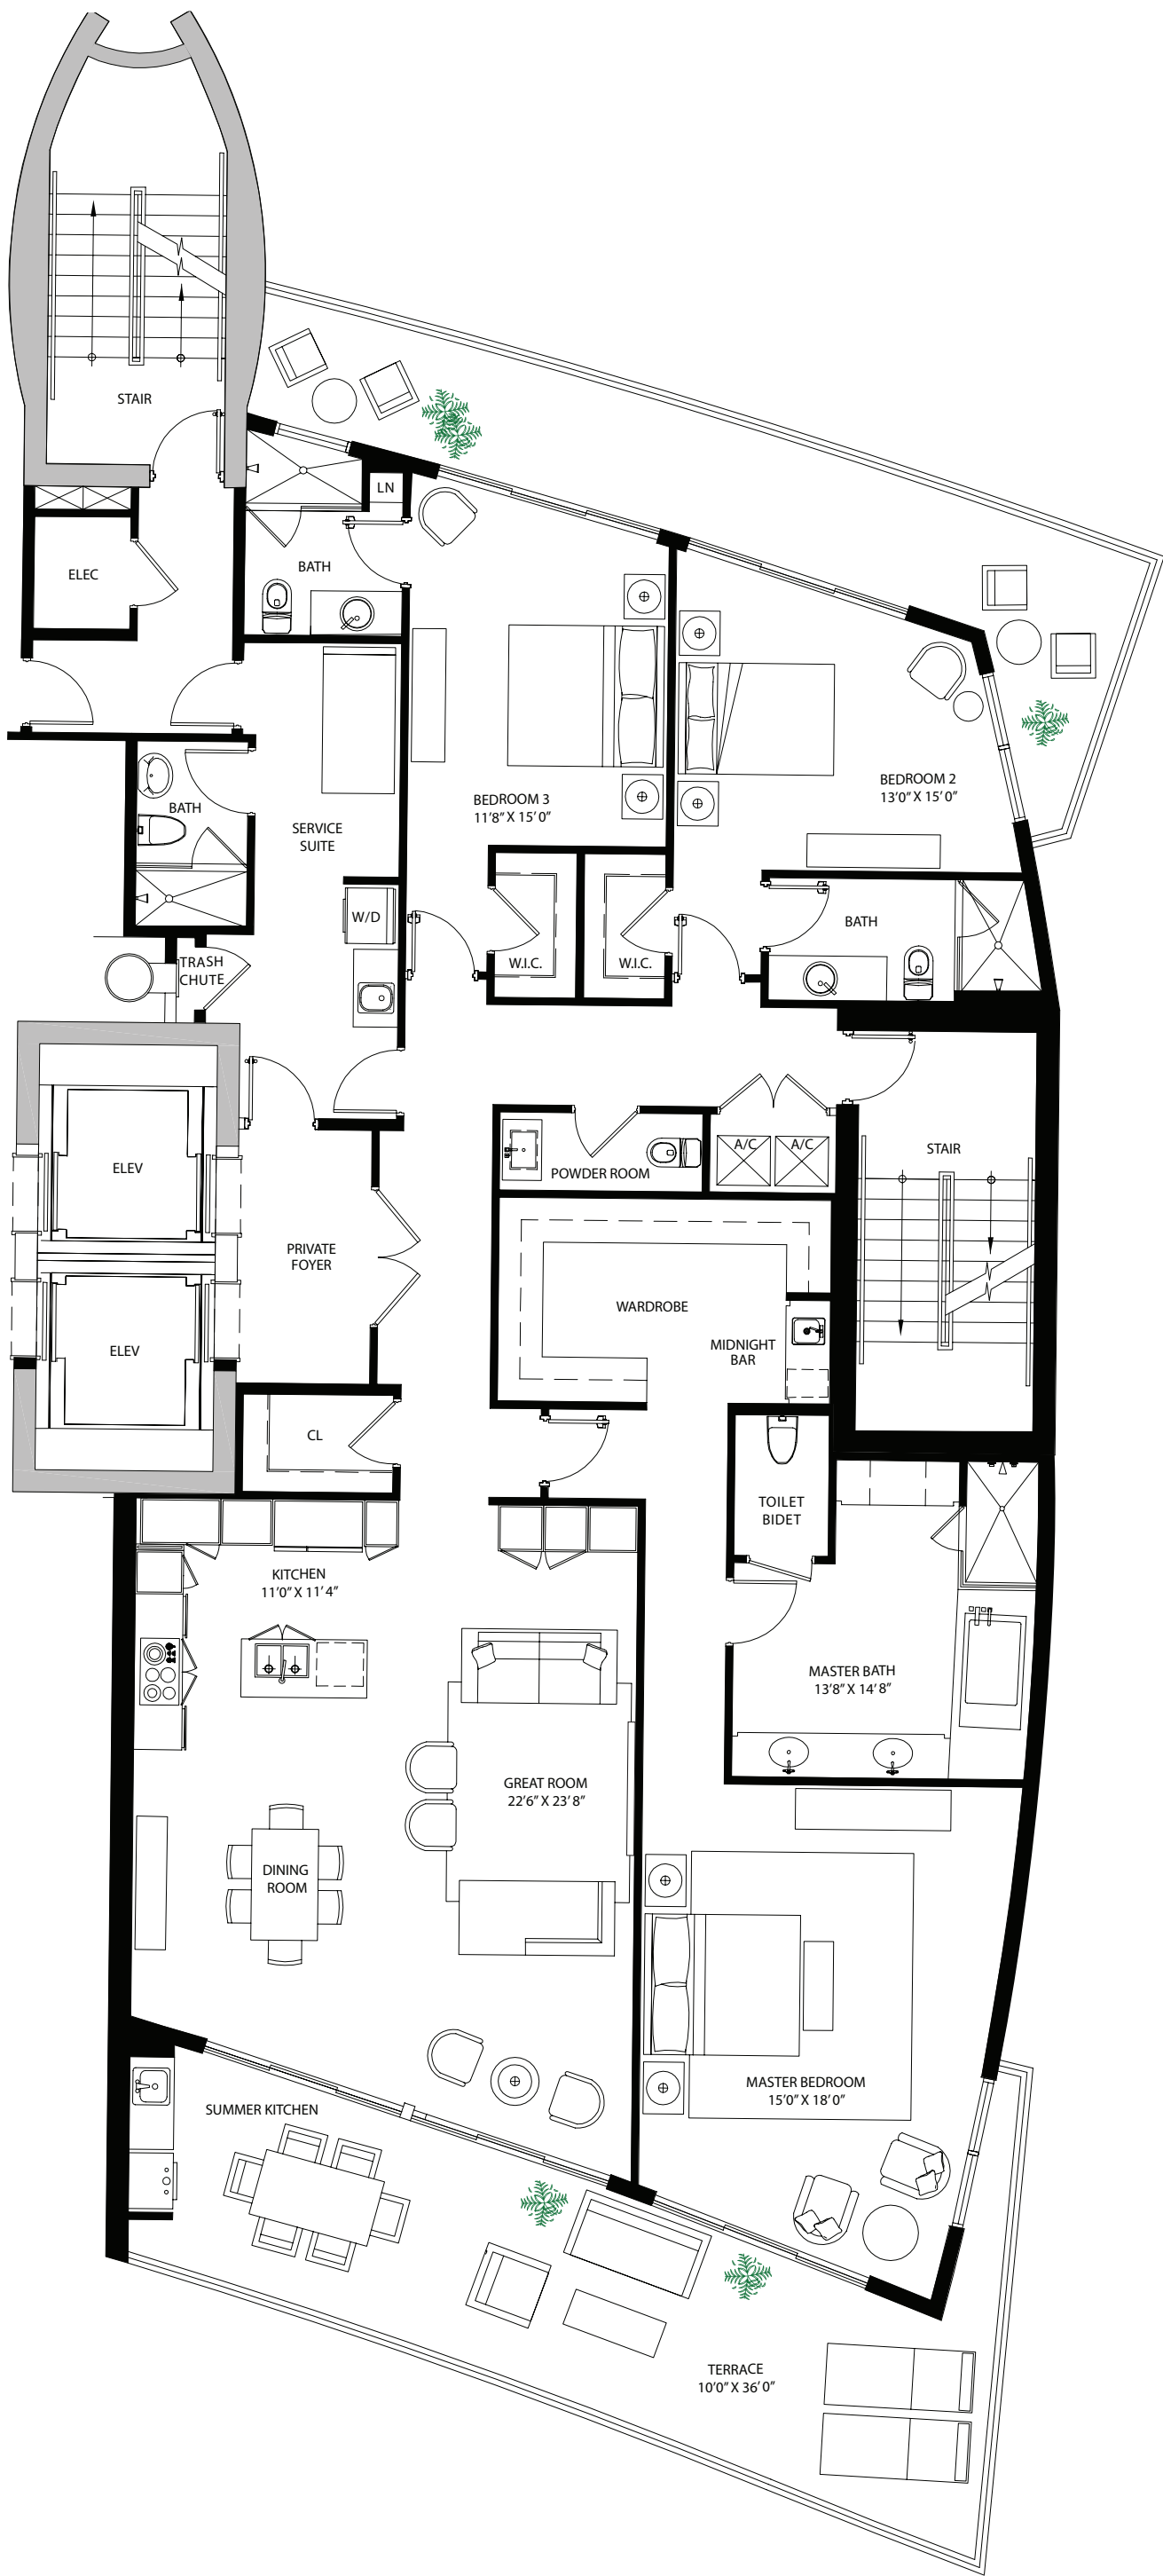 STAIR
LN
ELEC
BATH
BEDROOM 3
11'8" X 15'0"
BEDROOM 2
13'0" X 15'0"
BATH
SERVICE
SUITE
W/D
BATH
W.I.C.
W.I.C.
TRASH
CHUTE
ELEV
POWDER ROOM
A/C
A/C
STAIR
PRIVATE
FOYER
WARDROBE
MIDNIGHT
BAR
ELEV
CL
TOILET
BIDET
KITCHEN
11'0" X 11'4"
MASTER BATH
13'8" X 14'8"
GREAT ROOM
22'6" X 23'8"
DINING
ROOM
MASTER BEDROOM
15'0" X 18'0"
SUMMER KITCHEN
TERRACE
10'0" X 36'0"